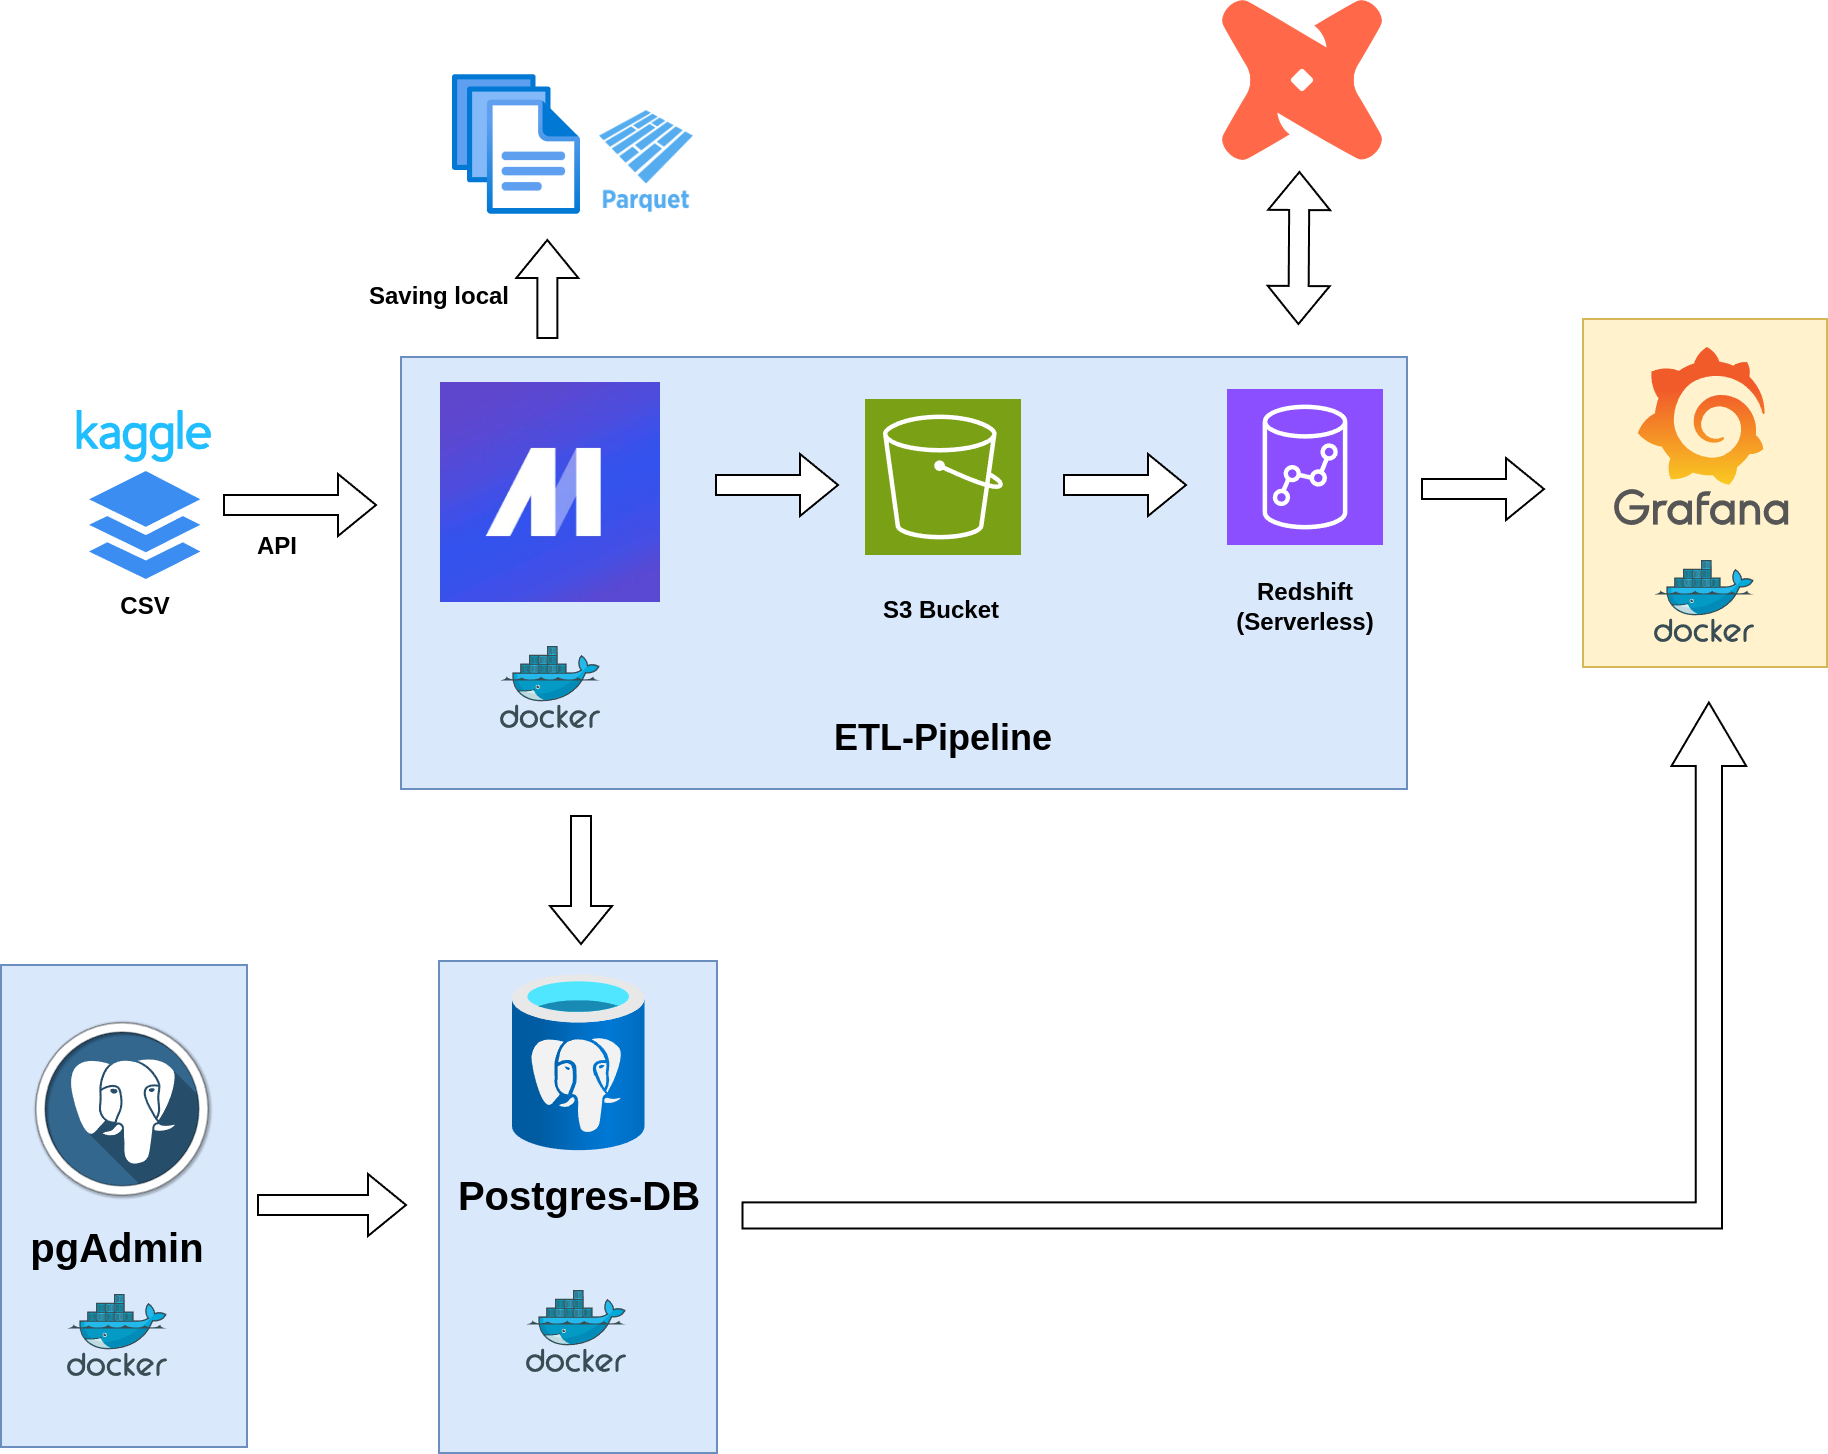 Parquet
Saving local
kaggle
API
CSV
S3 Bucket
Redshift
(Serverless)
docker
ETL-Pipeline
Grafana
docker
Postgres-DB
docker
pgAdmin
docker